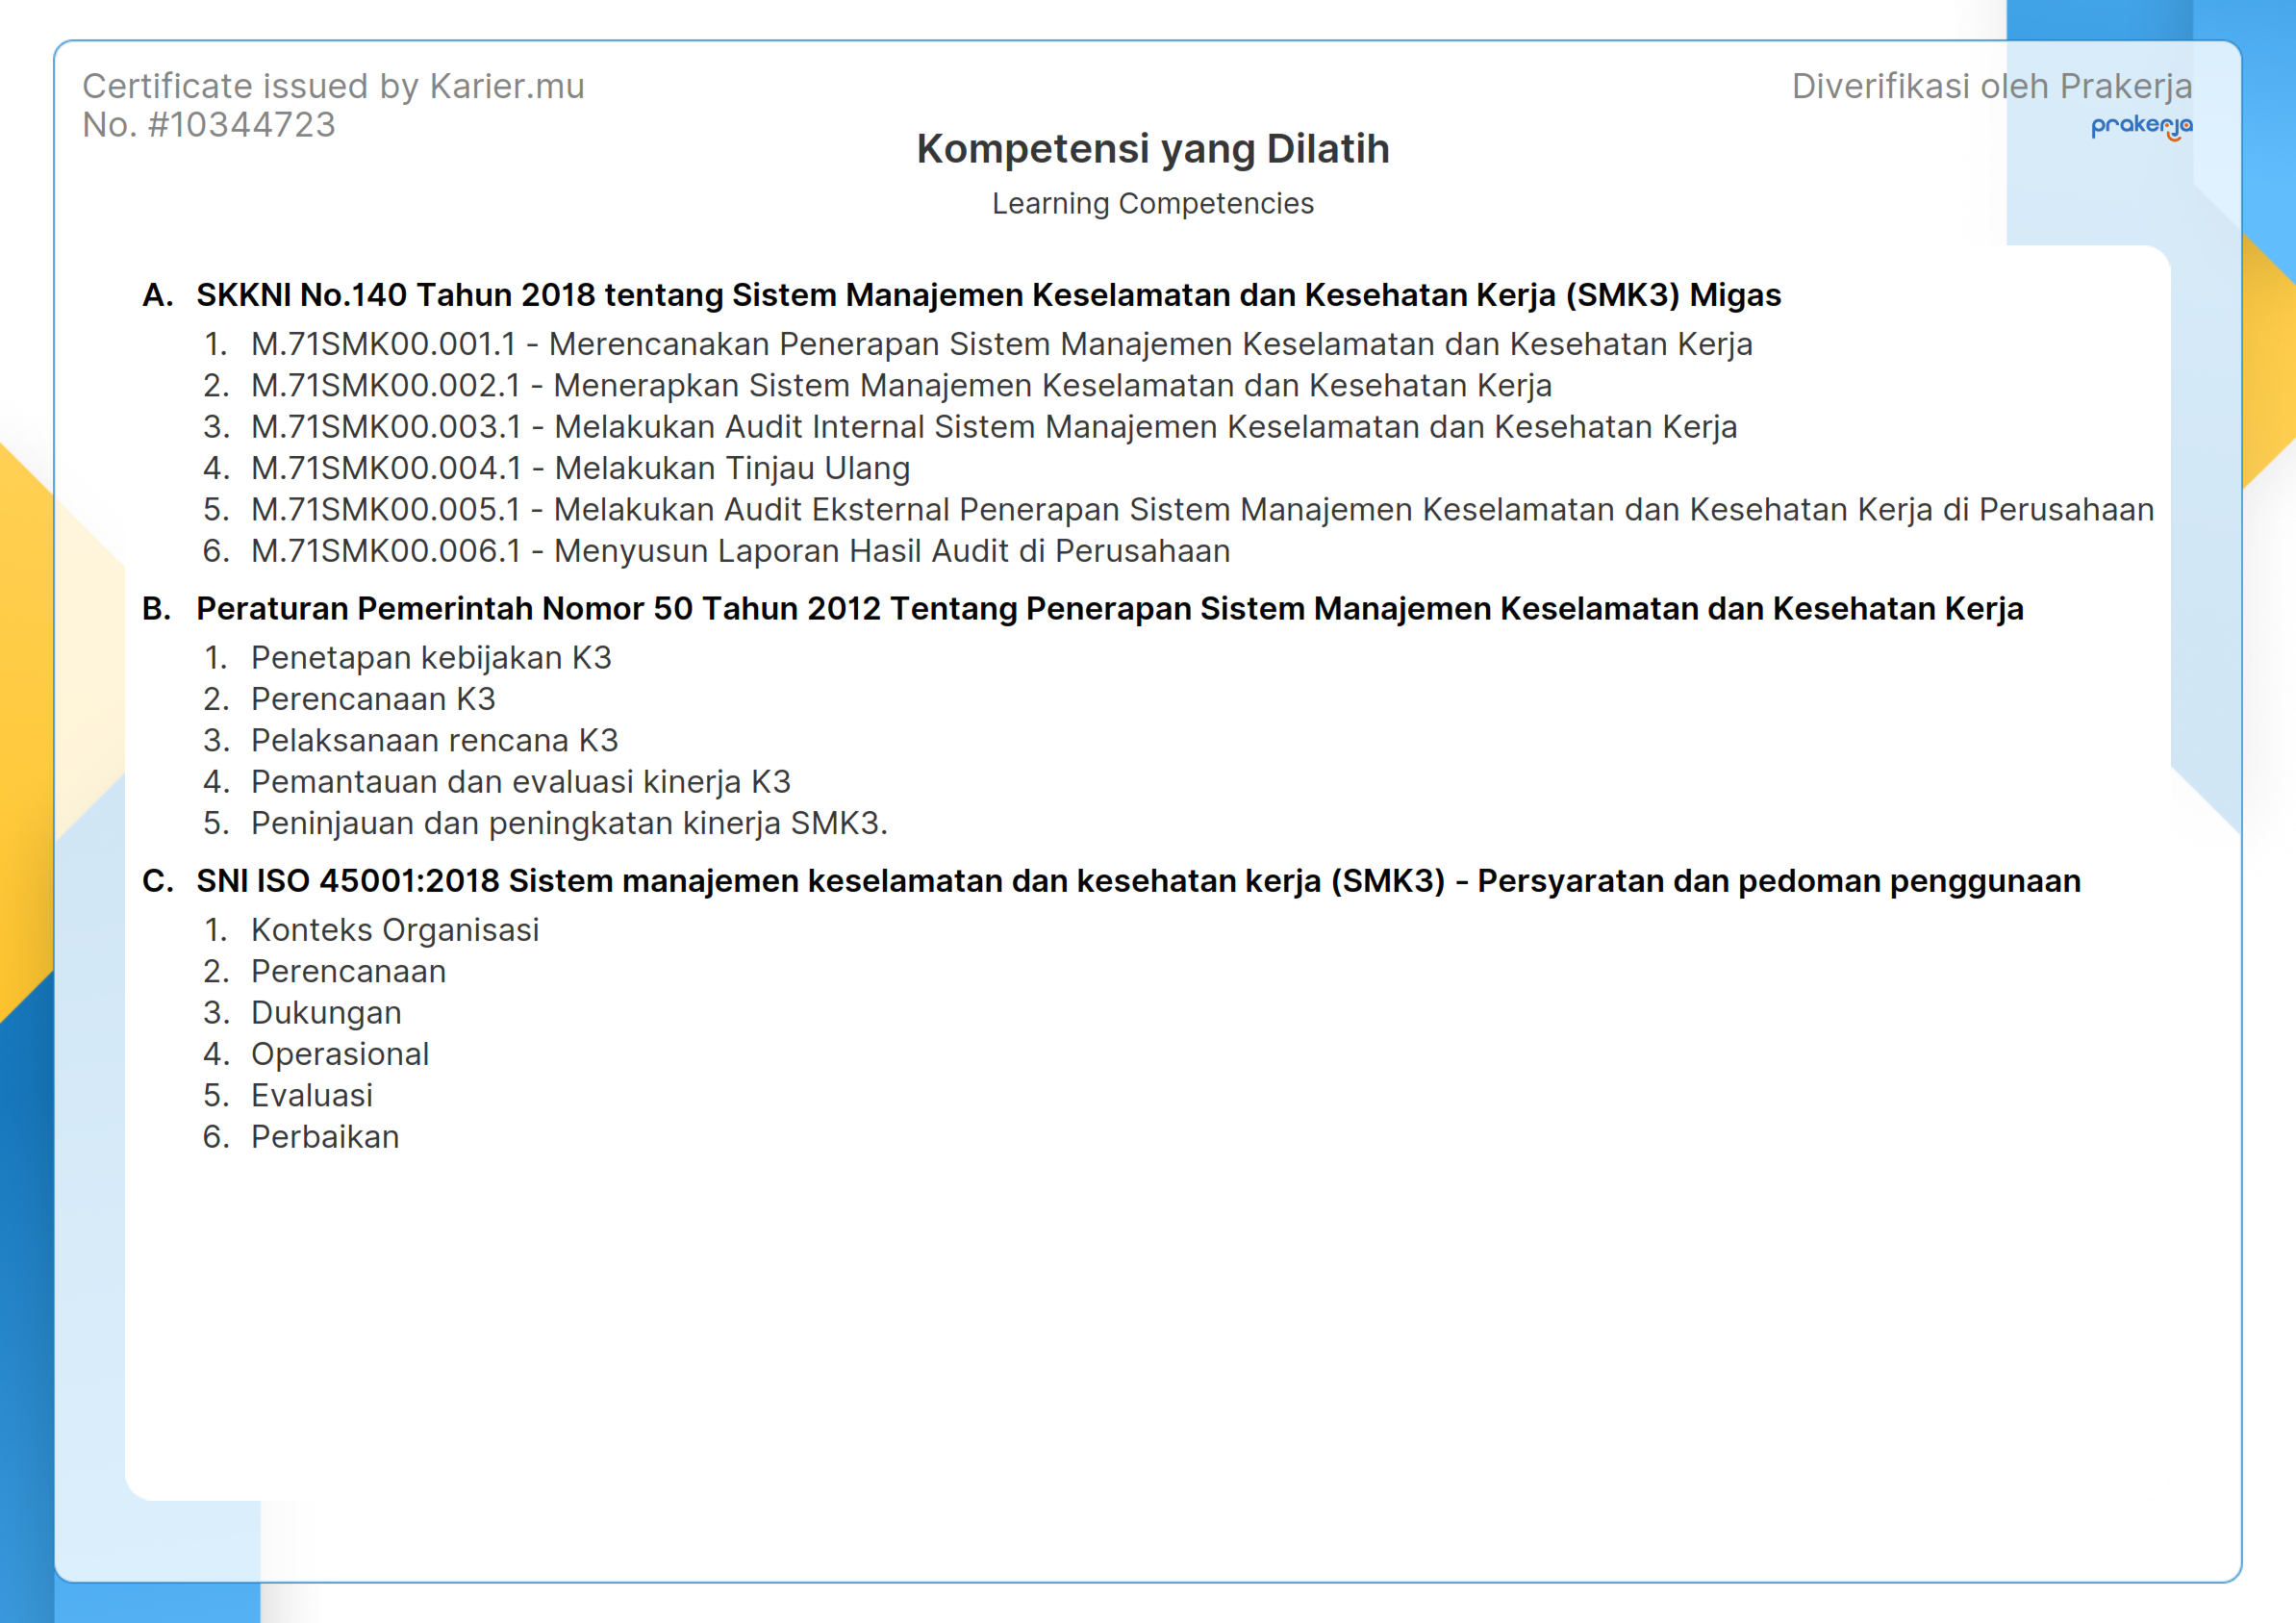 Certificate issued by Karier.mu
No. #10344723
Diverifikasi oleh Prakerja
prakerja
Kompetensi yang Dilatih
Learning Competencies
A. SKKNI No.140 Tahun 2018 tentang Sistem Manajemen Keselamatan dan Kesehatan Kerja (SMK3) Migas
1. M.71SMK00.001.1 - Merencanakan Penerapan Sistem Manajemen Keselamatan dan Kesehatan Kerja
2. M.71SMK00.002.1 - Menerapkan Sistem Manajemen Keselamatan dan Kesehatan Kerja
3. M.71SMK00.003.1 - Melakukan Audit Internal Sistem Manajemen Keselamatan dan Kesehatan Kerja
4. M.71SMK00.004.1 - Melakukan Tinjau Ulang
5. M.71SMK00.005.1 - Melakukan Audit Eksternal Penerapan Sistem Manajemen Keselamatan dan Kesehatan Kerja di Perusahaan
6. M.71SMK00.006.1 - Menyusun Laporan Hasil Audit di Perusahaan
B. Peraturan Pemerintah Nomor 50 Tahun 2012 Tentang Penerapan Sistem Manajemen Keselamatan dan Kesehatan Kerja
1. Penetapan kebijakan K3
2. Perencanaan K3
3. Pelaksanaan rencana K3
4. Pemantauan dan evaluasi kinerja K3
5. Peninjauan dan peningkatan kinerja SMK3.
C. SNI ISO 45001:2018 Sistem manajemen keselamatan dan kesehatan kerja (SMK3) - Persyaratan dan pedoman penggunaan
1. Konteks Organisasi
2. Perencanaan
3. Dukungan
4. Operasional
5. Evaluasi
6. Perbaikan